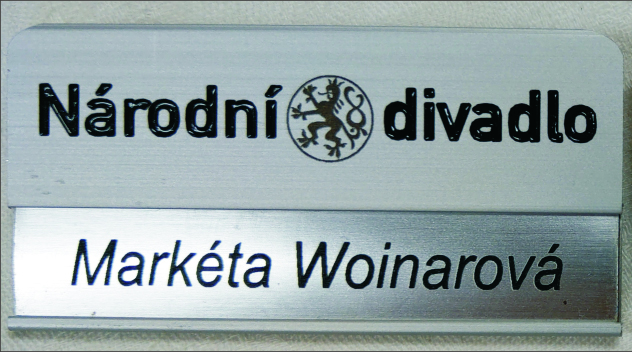 Národní divadlo
Markéta Woinarová